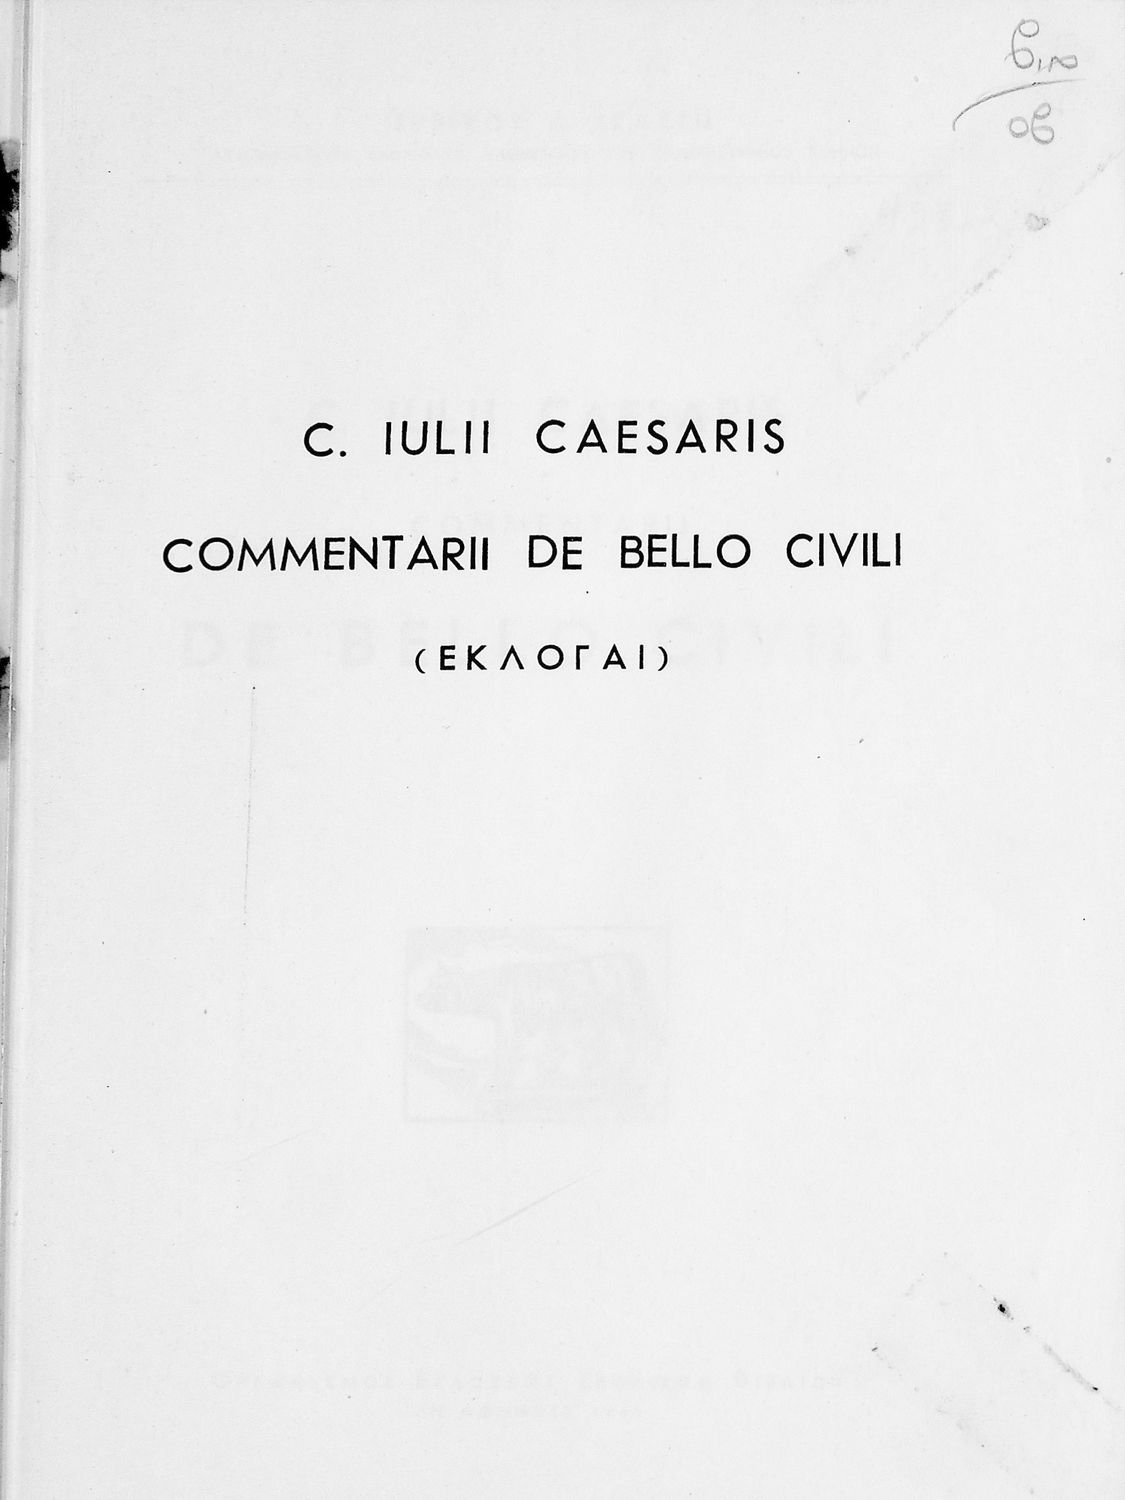 C. IULII CAESARIS
COMMENTARII DE BELLO CIVILI
(ΕΚΛΟΓΑΙ)